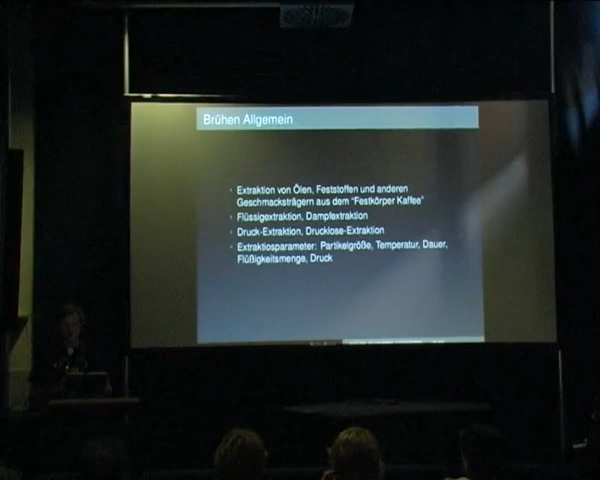 Brühen Allgemein
Extraktion von Ölen, Feststoffen und anderen
Geschmacksträgern aus dem "Festkörper Kaffee"
Flüssigextraktion, Dampfextraktion
Druck-Extraktion, Drucklose-Extraktion
Extraktiosparameter: Partikelgröße, Temperatur, Dauer,
Flüßigkeitsmenge, Druck